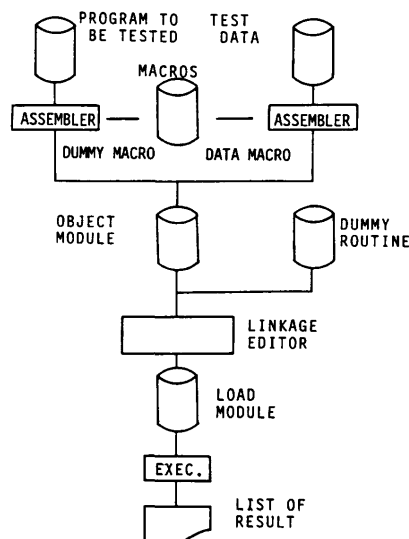 PROGRAM TO
BE TESTED
TEST
DATA
MACROS
ASSEMBLER
ASSEMBLER
DUMMY MACRO
DATA MACRO
OBJECT
MODULE
DUMMY
ROUTINE
LINKAGE
EDITOR
LOAD
MODULE
EXEC.
LIST OF
RESULT